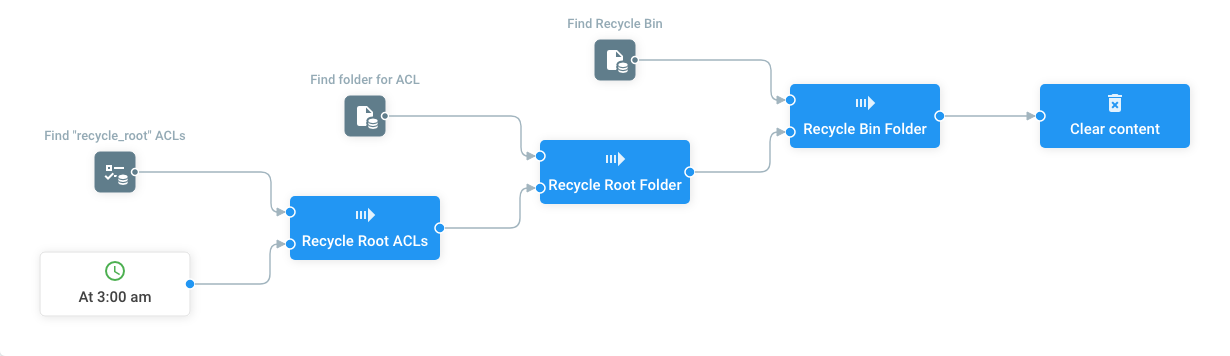 Find Recycle Bin
Find folder for ACL
Recycle Bin Folder
Clear content
Find "recycle_root" ACLs
Recycle Root Folder
Recycle Root ACLs
At 3:00 am